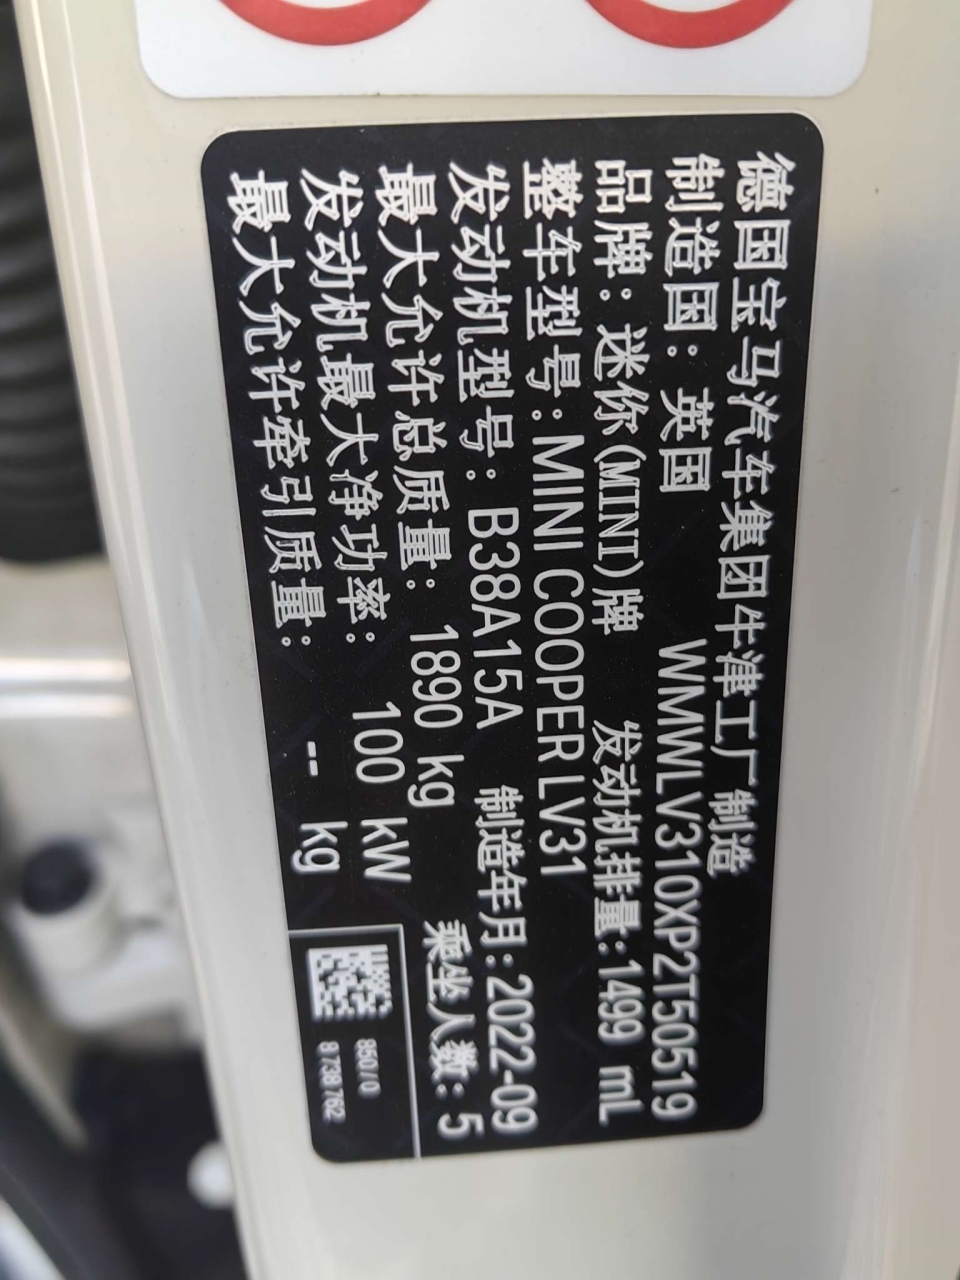 德国宝马汽车集团牛津工厂制造
制造国：英国 WMWLV310XP2T50519
品牌：迷你(MINI)牌 发动机排量：1499 mL
整车型号：MINI COOPER LV31
发动机型号：B38A15A 制造年月：2022-09
最大允许总质量：1890 kg 乘坐人数：5
发动机最大净功率：100 kW
最大允许牵引质量：-- kg
850 / 0
8 738 762